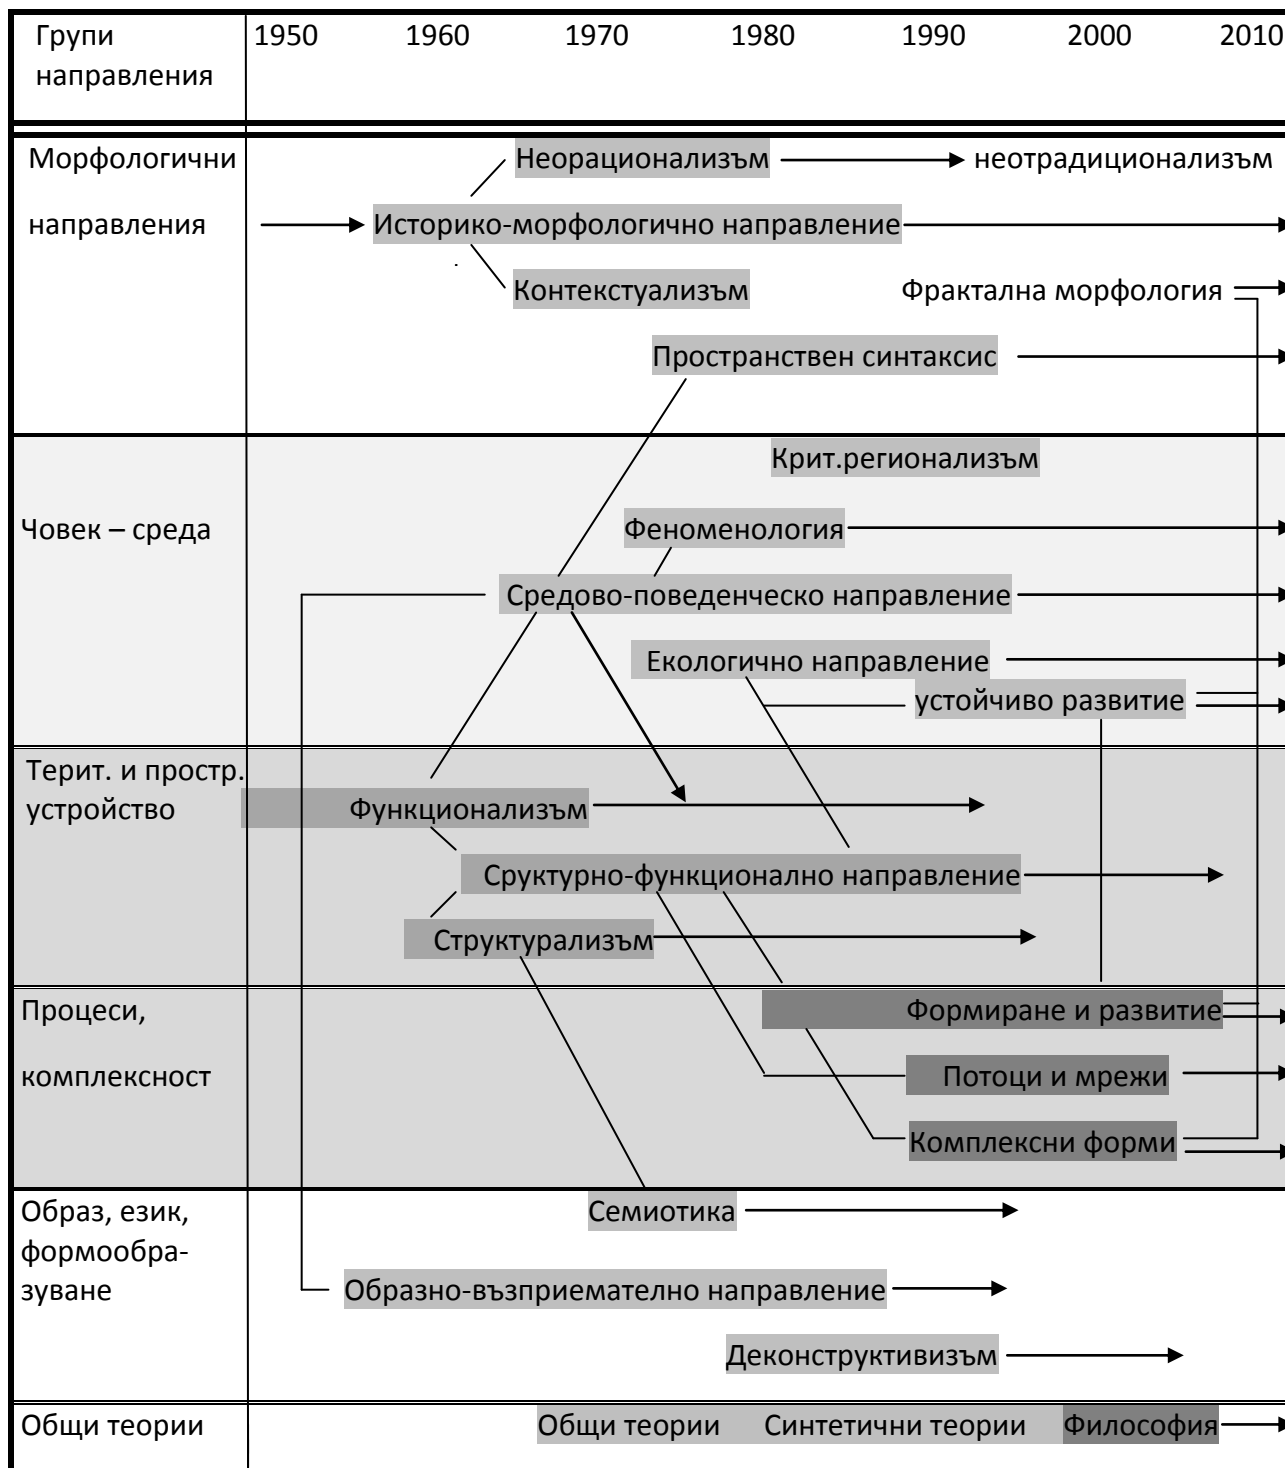 Групи 1950 1960 1970 1980 1990 2000 2010
направления
Морфологични Неорационализъм неотрадиционализъм
направления Историко-морфологично направление
Контекстуализъм Фрактална морфология
Пространствен синтаксис
Крит.регионализъм
Човек – среда Феноменология
Средово-поведенческо направление
Екологично направление
устойчиво развитие
Терит. и простр.
устройство Функционализъм
Сруктурно-функционално направление
Структурализъм
Процеси, Формиране и развитие
комплексност Потоци и мрежи
Комплексни форми
Образ, език, Семиотика
формообра-
зуване Образно-възприемателно направление
Деконструктивизъм
Общи теории Общи теории Синтетични теории Философия